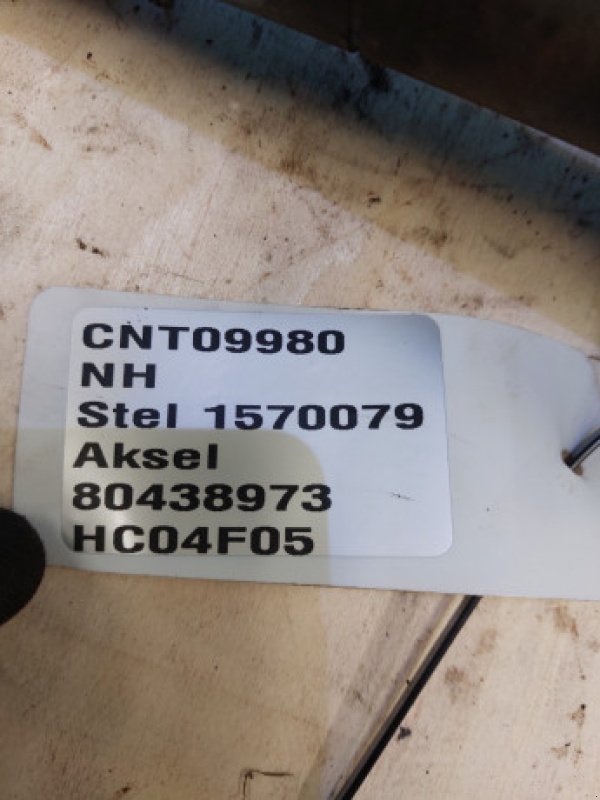 CNT09980
NH
Stel 1570079
Aksel
80438973
HC04F05